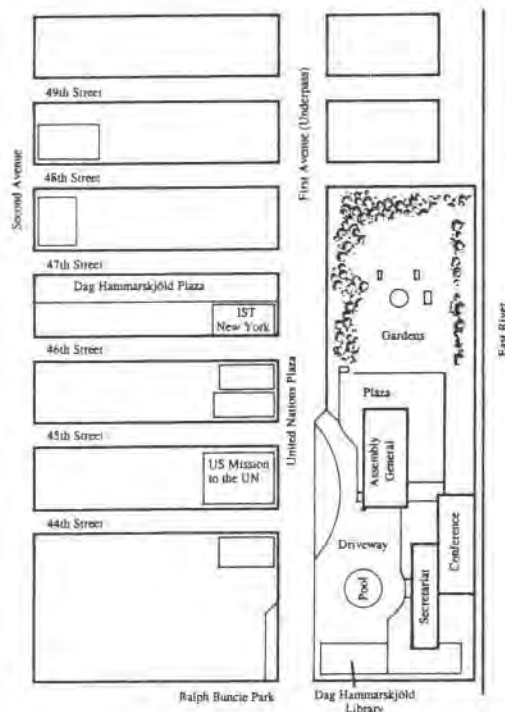 49th Street
First Avenue (Underpass)
Second Avenue
48th Street
47th Street
Dag Hammarskjöld Plaza
IST
New York
46th Street
Gardens
East River
Plaza
United Nations Plaza
45th Street
Assembly
General
US Mission
to the UN
44th Street
Driveway
Conference
Pool
Secretariat
Ralph Buncie Park
Dag Hammarskjöld
Library